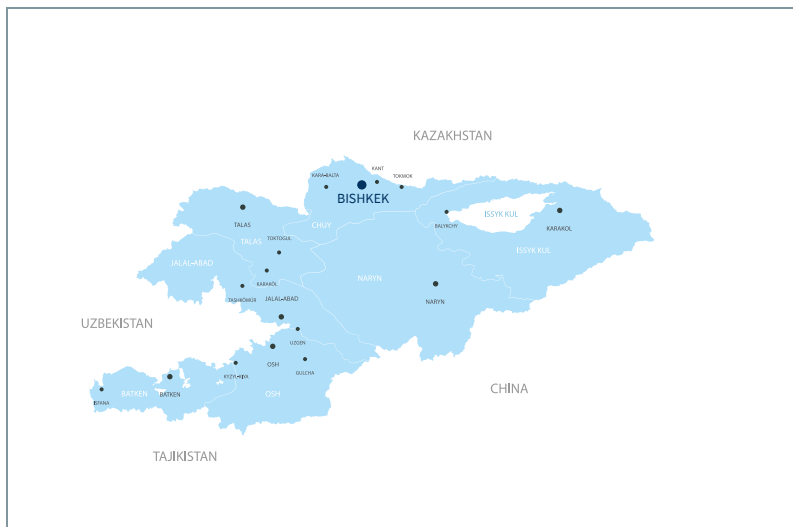 KAZAKHSTAN
KANT
KARA-BALTA
TOKMOK
BISHKEK
ISSYK KUL
TALAS
CHUY
BALYKCHY
KARAKOL
TALAS
TOKTOGUL
ISSYK KUL
JALAL-ABAD
NARYN
KARAKÖL
TASHKÖMÜR
JALAL-ABAD
NARYN
UZBEKISTAN
UZGEN
OSH
GULCHA
KYZYL-KIYA
CHINA
BATKEN
BATKEN
OSH
ISFANA
TAJIKISTAN